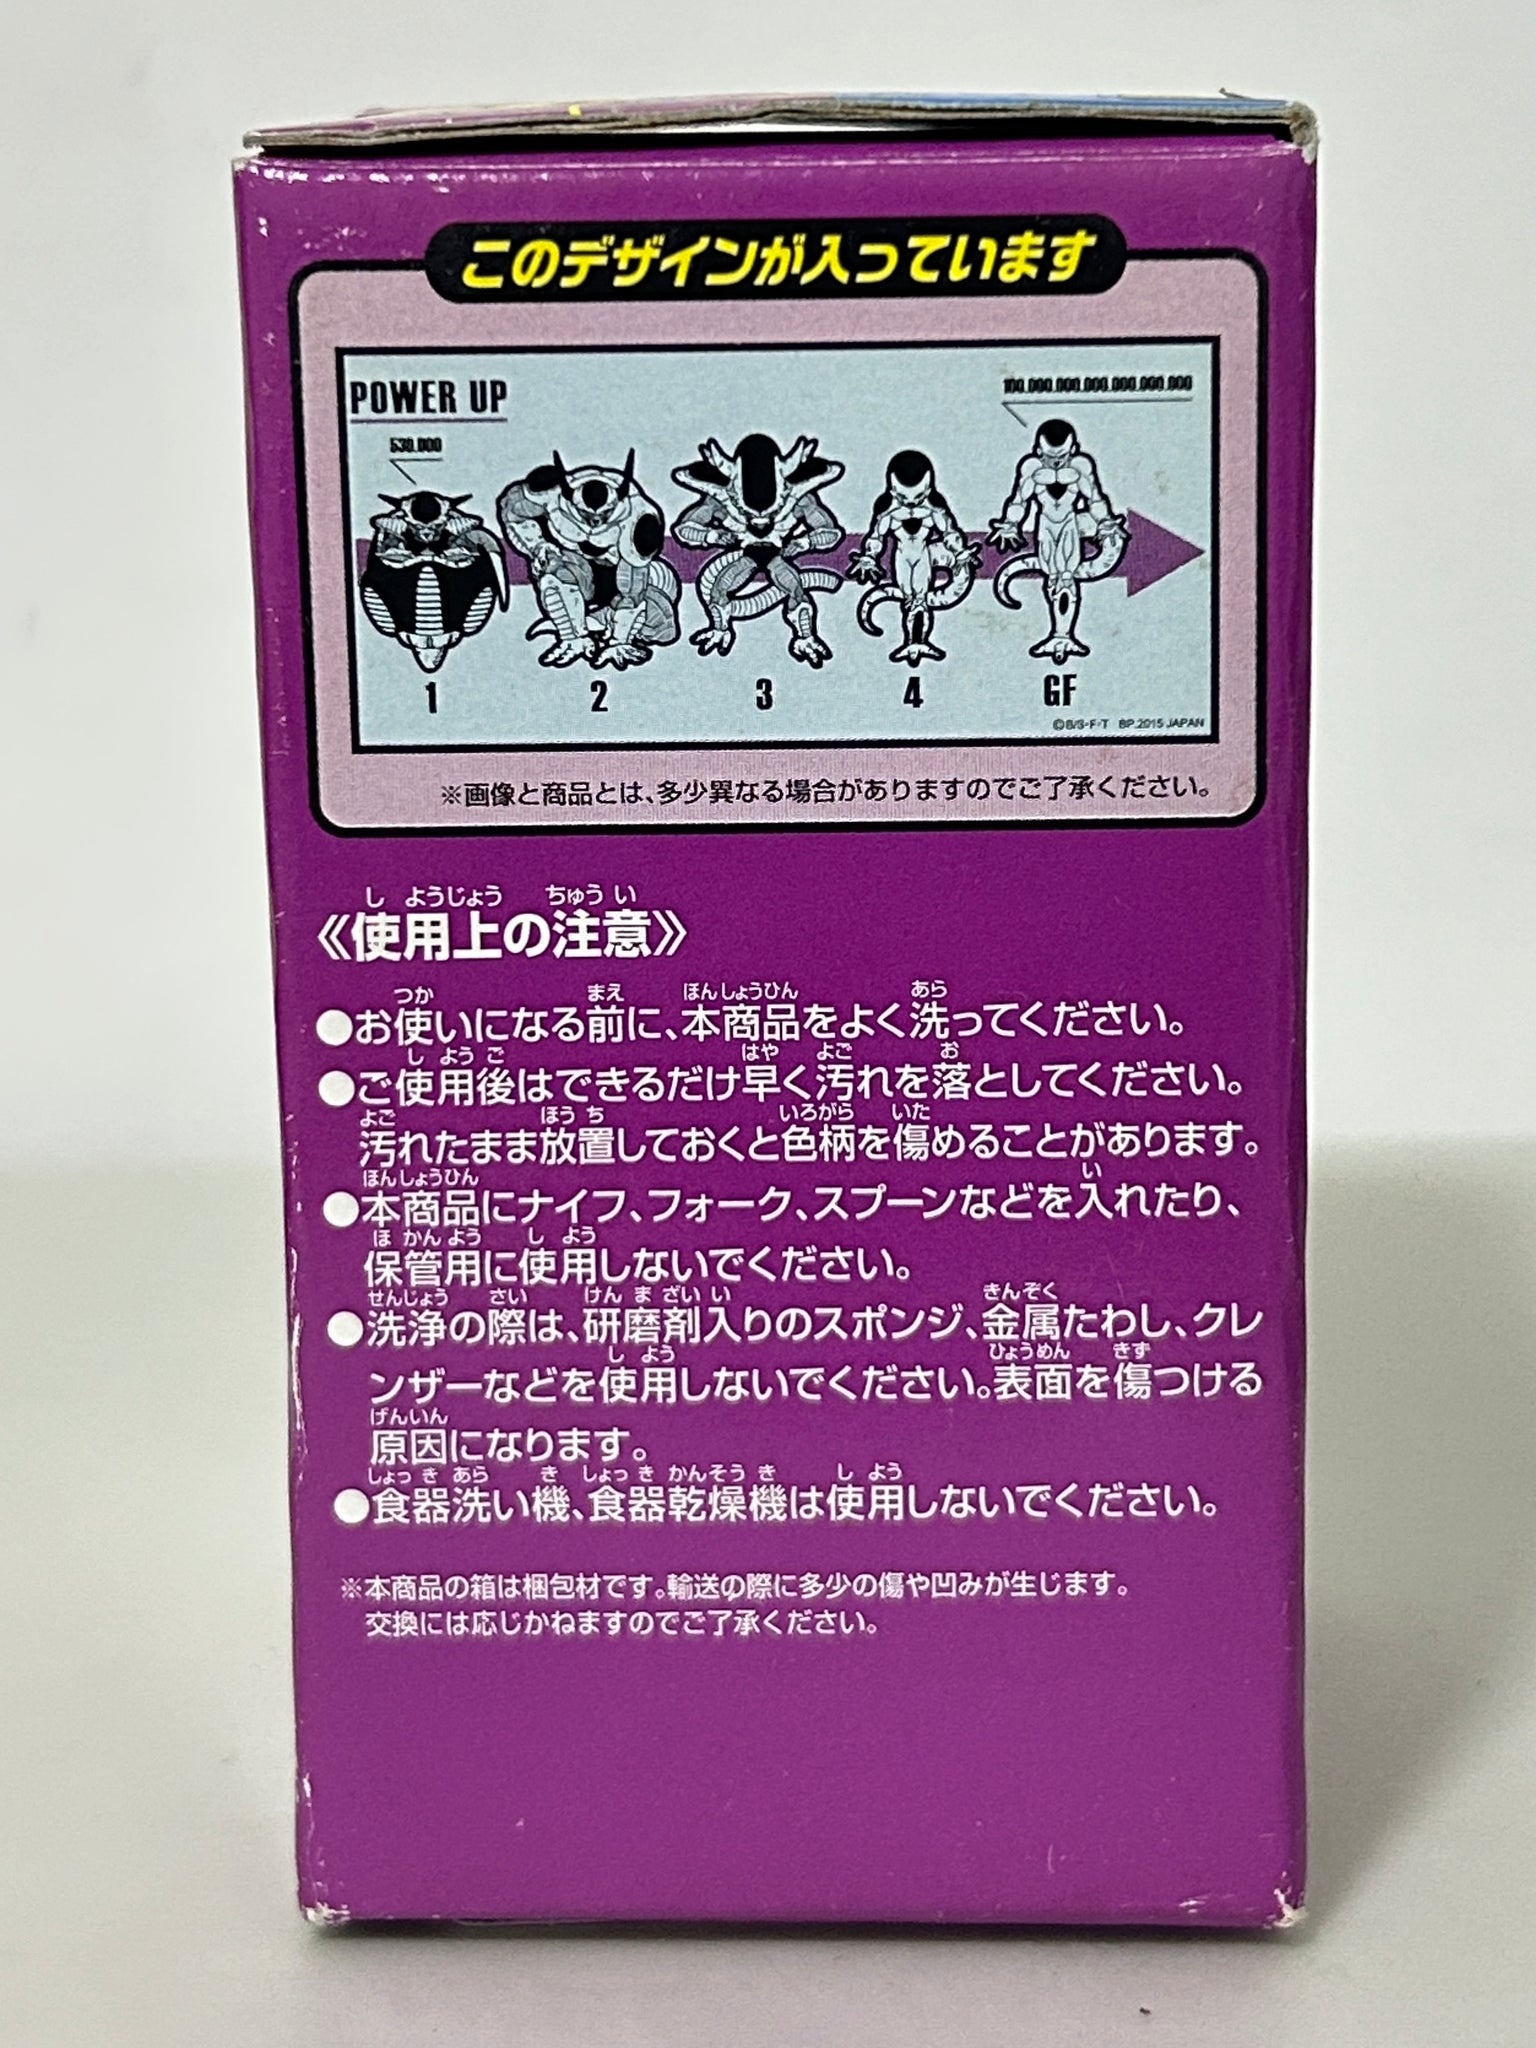 このデザインが入っています
POWER UP
530.000
1
2
3
4
GF
©B/S・F・T BP.2015 JAPAN
※画像と商品とは、多少異なる場合がありますのでご了承ください。
し ようじょう ちゅう い
《使用上の注意》
つか まえ ほんしょうひん あら
●お使いになる前に、本商品をよく洗ってください。
し よう ご はや よご お
●ご使用後はできるだけ早く汚れを落としてください。
よご ほう ち いろがら いた
汚れたまま放置しておくと色柄を傷めることがあります。
ほんしょうひん い
●本商品にナイフ、フォーク、スプーンなどを入れたり、
ほ かん よう し よう
保管用に使用しないでください。
せんじょう さい けん ま ざい い きんぞく
●洗浄の際は、研磨剤入りのスポンジ、金属たわし、クレ
し よう ひょうめん きず
ンザーなどを使用しないでください。表面を傷つける
げんいん
原因になります。
しょっ き あら き しょっ き かんそう き し よう
●食器洗い機、食器乾燥機は使用しないでください。
※本商品の箱は梱包材です。輸送の際に多少の傷や凹みが生じます。
交換には応じかねますのでご了承ください。